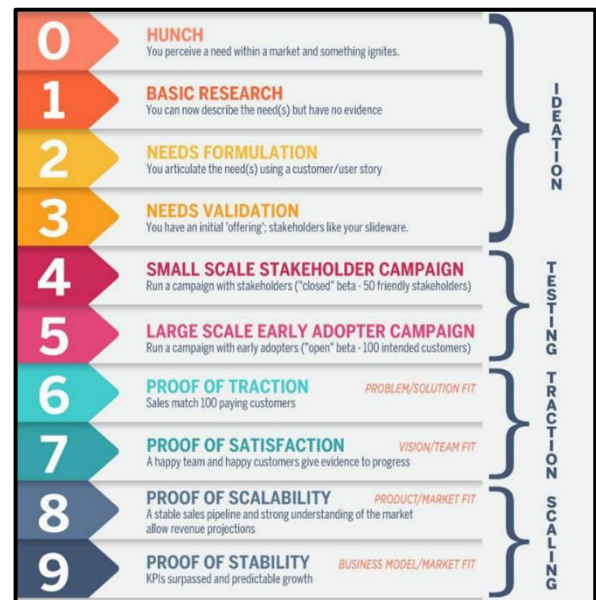 0
HUNCH
You perceive a need within a market and something ignites.
1
BASIC RESEARCH
You can now describe the need(s) but have no evidence
2
NEEDS FORMULATION
You articulate the need(s) using a customer/user story
3
NEEDS VALIDATION
You have an initial 'offering'; stakeholders like your slideware.
IDEATION
4
SMALL SCALE STAKEHOLDER CAMPAIGN
Run a campaign with stakeholders ("closed" beta - 50 friendly stakeholders)
5
LARGE SCALE EARLY ADOPTER CAMPAIGN
Run a campaign with early adopters ("open" beta - 100 intended customers)
TESTING
6
PROOF OF TRACTION PROBLEM/SOLUTION FIT
Sales match 100 paying customers
7
PROOF OF SATISFACTION VISION/TEAM FIT
A happy team and happy customers give evidence to progress
TRACTION
8
PROOF OF SCALABILITY PRODUCT/MARKET FIT
A stable sales pipeline and strong understanding of the market
allow revenue projections
9
PROOF OF STABILITY BUSINESS MODEL/MARKET FIT
KPIs surpassed and predictable growth
SCALING